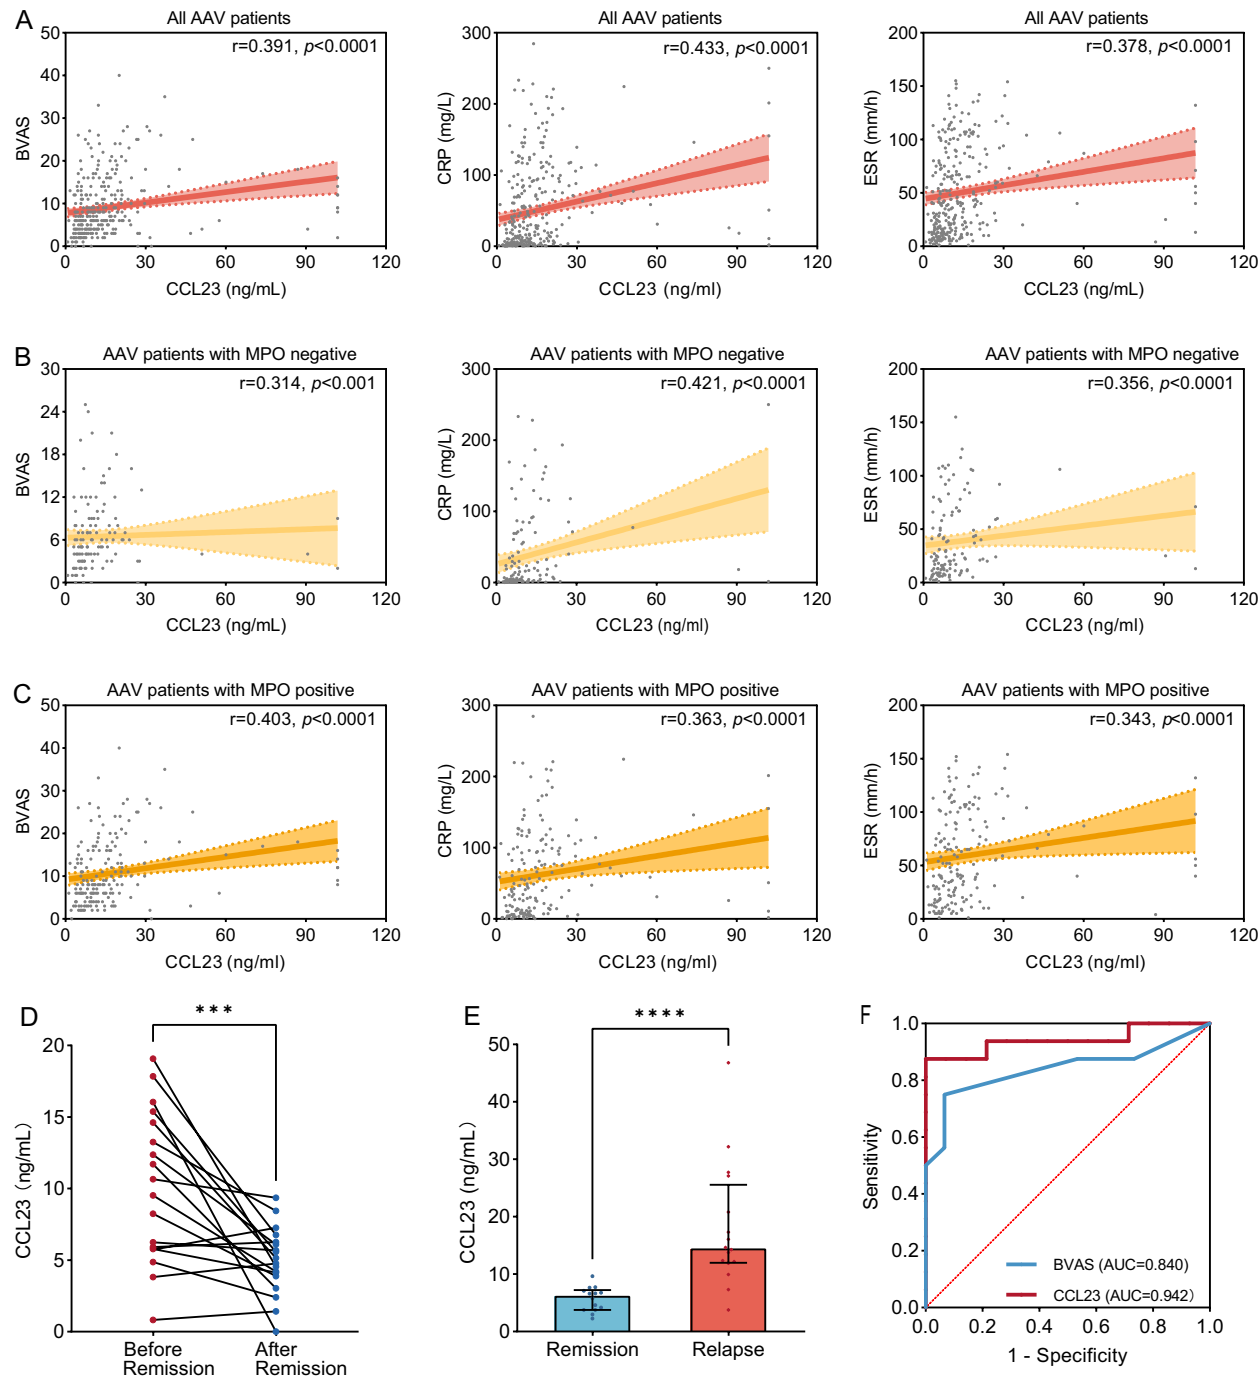 A
All AAV patients
All AAV patients
All AAV patients
r=0.391, p<0.0001
r=0.433, p<0.0001
r=0.378, p<0.0001
BVAS
CRP (mg/L)
ESR (mm/h)
50
40
30
20
10
0
300
200
100
0
200
150
100
50
0
0 30 60 90 120
0 30 60 90 120
0 30 60 90 120
CCL23 (ng/mL)
CCL23 (ng/ml)
CCL23 (ng/mL)
B
AAV patients with MPO negative
AAV patients with MPO negative
AAV patients with MPO negative
r=0.314, p<0.001
r=0.421, p<0.0001
r=0.356, p<0.0001
BVAS
CRP (mg/L)
ESR (mm/h)
30
24
18
12
6
0
300
200
100
0
200
150
100
50
0
0 30 60 90 120
0 30 60 90 120
0 30 60 90 120
CCL23 (ng/mL)
CCL23 (ng/ml)
CCL23 (ng/ml)
C
AAV patients with MPO positive
AAV patients with MPO positive
AAV patients with MPO positive
r=0.403, p<0.0001
r=0.363, p<0.0001
r=0.343, p<0.0001
BVAS
CRP (mg/L)
ESR (mm/h)
50
40
30
20
10
0
300
200
100
0
200
150
100
50
0
0 30 60 90 120
0 30 60 90 120
0 30 60 90 120
CCL23 (ng/ml)
CCL23 (ng/ml)
CCL23 (ng/ml)
D
***
CCL23 (ng/mL)
20
15
10
5
0
Before
Remission
After
Remission
E
****
CCL23 (ng/mL)
50
40
30
20
10
0
Remission
Relapse
F
Sensitivity
1.0
0.8
0.6
0.4
0.2
0.0
BVAS (AUC=0.840)
CCL23 (AUC=0.942)
0.0 0.2 0.4 0.6 0.8 1.0
1 - Specificity